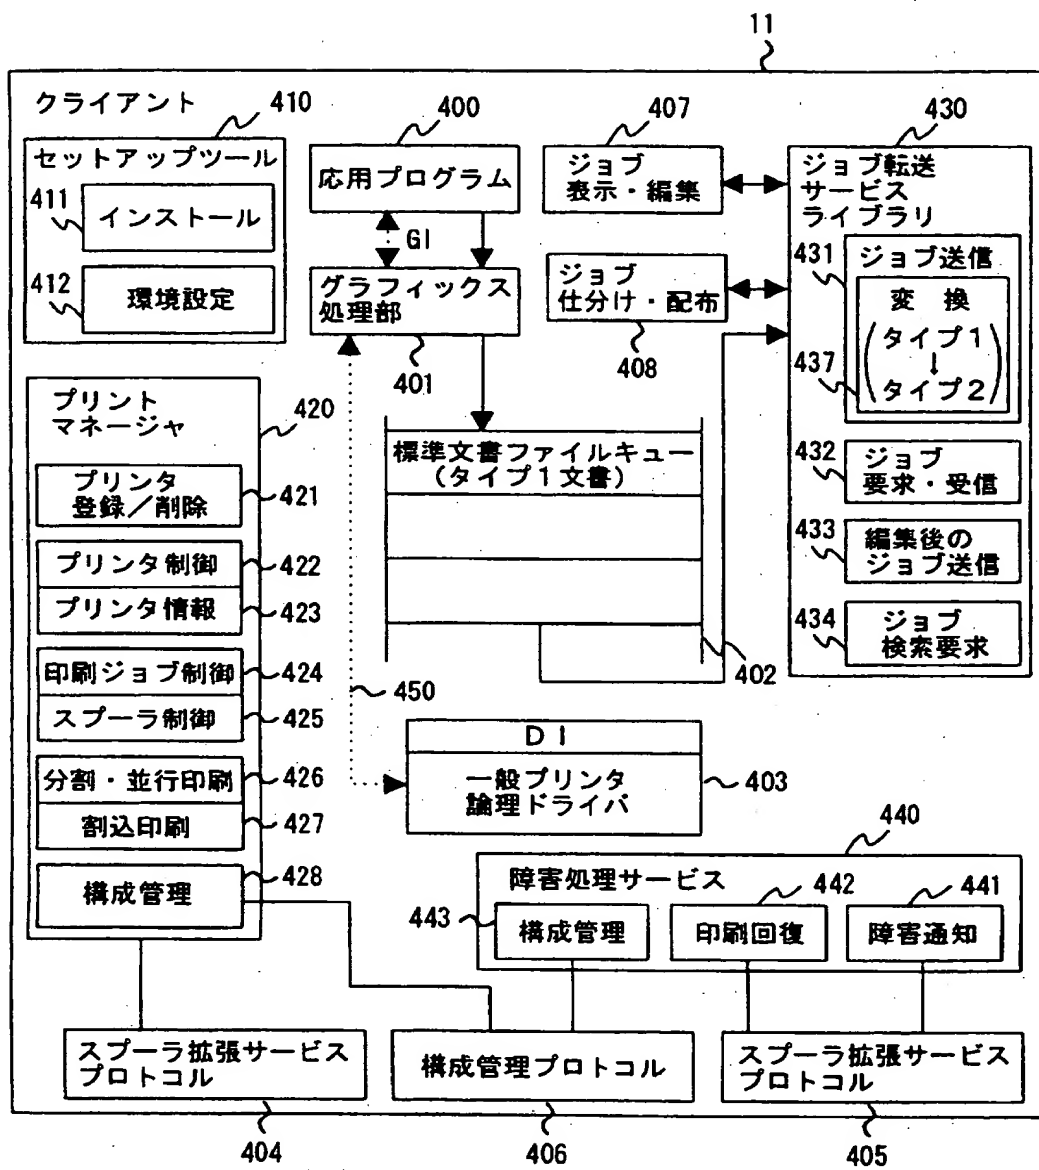 11
クライアント
410
セットアップツール
411
インストール
412
環境設定
400
応用プログラム
GI
グラフィックス
処理部
401
407
ジョブ
表示・編集
ジョブ
仕分け・配布
408
430
ジョブ転送
サービス
ライブラリ
431
ジョブ送信
変換
(タイプ1
↓
タイプ2)
437
432
ジョブ
要求・受信
433
編集後の
ジョブ送信
434
ジョブ
検索要求
プリント
マネージャ
420
プリンタ
登録/削除
421
プリンタ制御
422
プリンタ情報
423
印刷ジョブ制御
424
スプーラ制御
425
分割・並行印刷
426
割込印刷
427
構成管理
428
標準文書ファイルキュー
(タイプ1文書)
402
450
DI
一般プリンタ
論理ドライバ
403
440
障害処理サービス
443
構成管理
442
印刷回復
441
障害通知
スプーラ拡張サービス
プロトコル
404
構成管理プロトコル
406
スプーラ拡張サービス
プロトコル
405